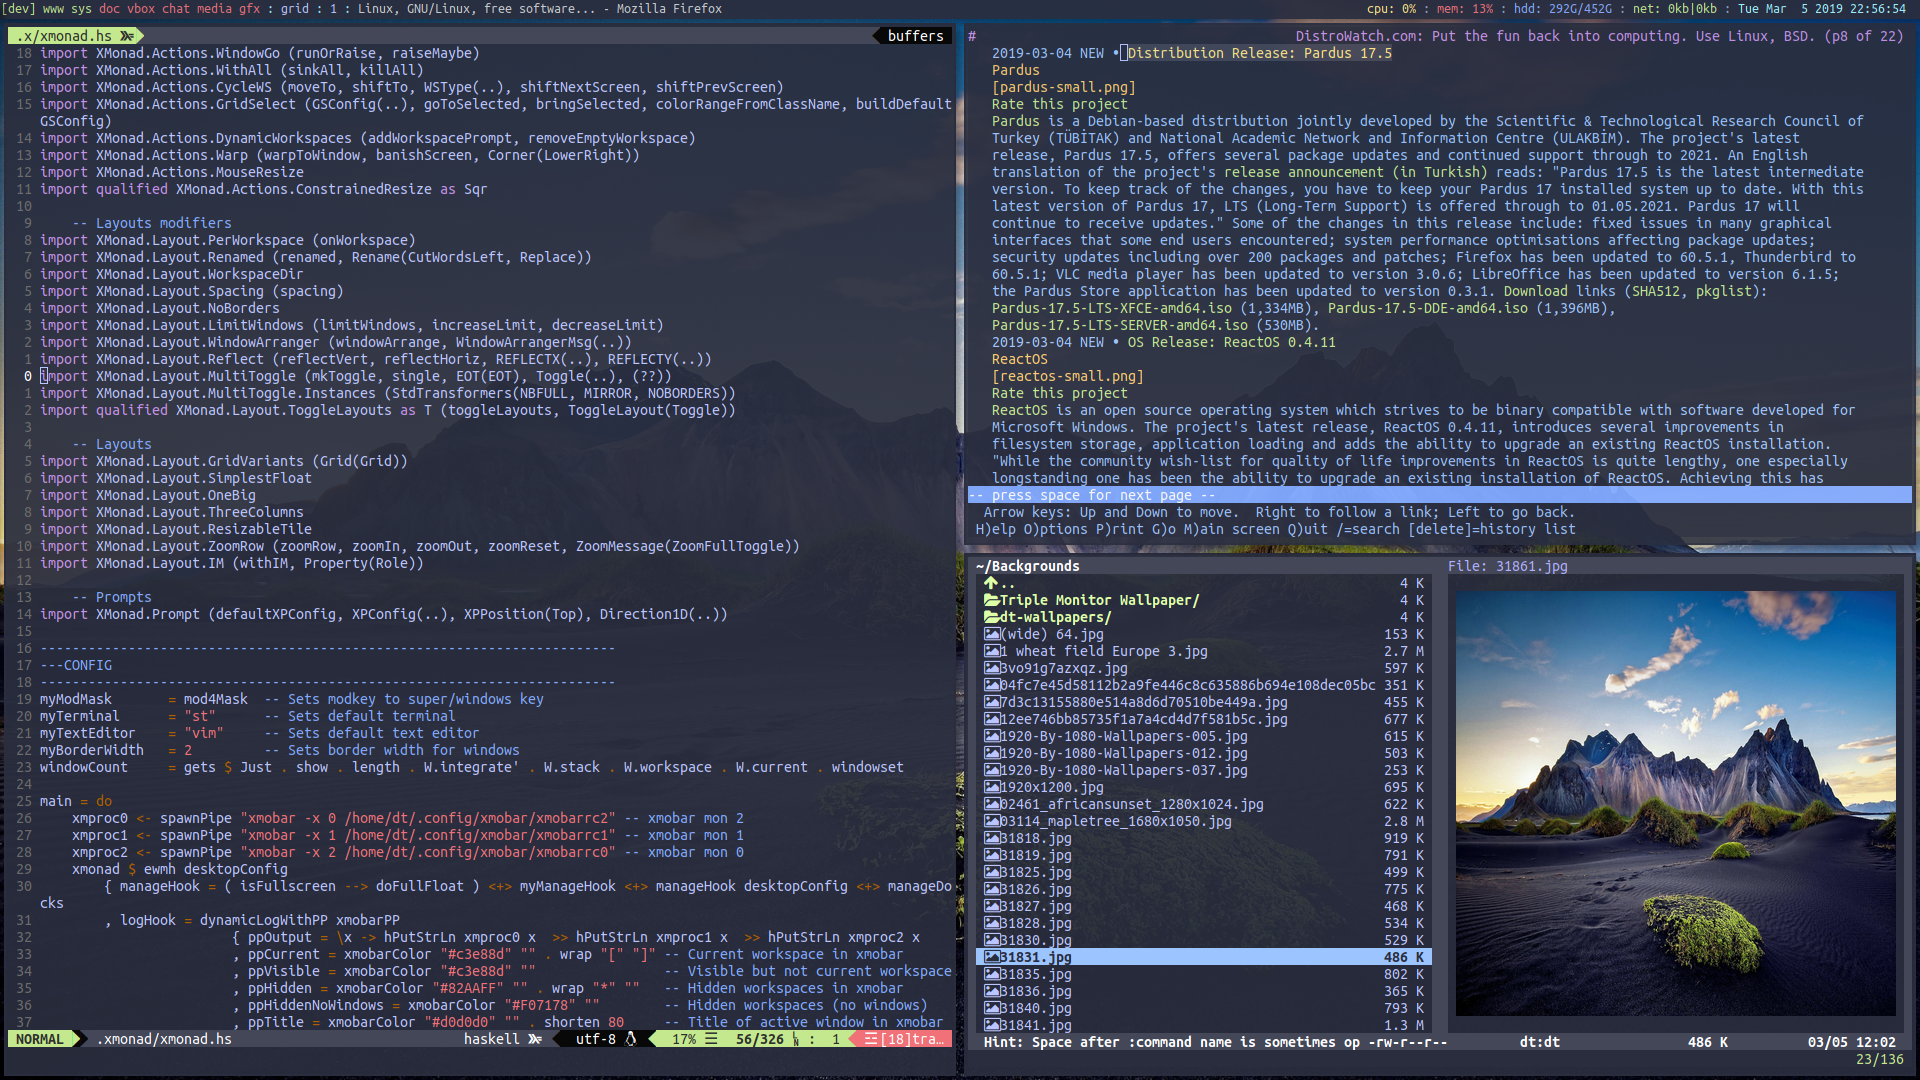 [dev] www sys doc vbox chat media gfx : grid : 1 : Linux, GNU/Linux, free software... - Mozilla Firefox
cpu: 0% : mem: 13% : hdd: 292G/452G : net: 0kb|0kb : Tue Mar  5 2019 22:56:54
.x/xmonad.hs
buffers
18 import XMonad.Actions.WindowGo (runOrRaise, raiseMaybe)
17 import XMonad.Actions.WithAll (sinkAll, killAll)
16 import XMonad.Actions.CycleWS (moveTo, shiftTo, WSType(..), shiftNextScreen, shiftPrevScreen)
15 import XMonad.Actions.GridSelect (GSConfig(..), goToSelected, bringSelected, colorRangeFromClassName, buildDefault
GSConfig)
14 import XMonad.Actions.DynamicWorkspaces (addWorkspacePrompt, removeEmptyWorkspace)
13 import XMonad.Actions.Warp (warpToWindow, banishScreen, Corner(LowerRight))
12 import XMonad.Actions.MouseResize
11 import qualified XMonad.Actions.ConstrainedResize as Sqr
10
9     -- Layouts modifiers
8 import XMonad.Layout.PerWorkspace (onWorkspace)
7 import XMonad.Layout.Renamed (renamed, Rename(CutWordsLeft, Replace))
6 import XMonad.Layout.WorkspaceDir
5 import XMonad.Layout.Spacing (spacing)
4 import XMonad.Layout.NoBorders
3 import XMonad.Layout.LimitWindows (limitWindows, increaseLimit, decreaseLimit)
2 import XMonad.Layout.WindowArranger (windowArrange, WindowArrangerMsg(..))
1 import XMonad.Layout.Reflect (reflectVert, reflectHoriz, REFLECTX(..), REFLECTY(..))
0 import XMonad.Layout.MultiToggle (mkToggle, single, EOT(EOT), Toggle(..), (??))
1 import XMonad.Layout.MultiToggle.Instances (StdTransformers(NBFULL, MIRROR, NOBORDERS))
2 import qualified XMonad.Layout.ToggleLayouts as T (toggleLayouts, ToggleLayout(Toggle))
3
4     -- Layouts
5 import XMonad.Layout.GridVariants (Grid(Grid))
6 import XMonad.Layout.SimplestFloat
7 import XMonad.Layout.OneBig
8 import XMonad.Layout.ThreeColumns
9 import XMonad.Layout.ResizableTile
10 import XMonad.Layout.ZoomRow (zoomRow, zoomIn, zoomOut, zoomReset, ZoomMessage(ZoomFullToggle))
11 import XMonad.Layout.IM (withIM, Property(Role))
12
13     -- Prompts
14 import XMonad.Prompt (defaultXPConfig, XPConfig(..), XPPosition(Top), Direction1D(..))
15
16 ------------------------------------------------------------------------
17 ---CONFIG
18 ------------------------------------------------------------------------
19 myModMask       = mod4Mask  -- Sets modkey to super/windows key
20 myTerminal      = "st"      -- Sets default terminal
21 myTextEditor    = "vim"     -- Sets default text editor
22 myBorderWidth   = 2         -- Sets border width for windows
23 windowCount     = gets $ Just . show . length . W.integrate' . W.stack . W.workspace . W.current . windowset
24
25 main = do
26     xmproc0 <- spawnPipe "xmobar -x 0 /home/dt/.config/xmobar/xmobarrc2" -- xmobar mon 2
27     xmproc1 <- spawnPipe "xmobar -x 1 /home/dt/.config/xmobar/xmobarrc1" -- xmobar mon 1
28     xmproc2 <- spawnPipe "xmobar -x 2 /home/dt/.config/xmobar/xmobarrc0" -- xmobar mon 0
29     xmonad $ ewmh desktopConfig
30         { manageHook = ( isFullscreen --> doFullFloat ) <+> myManageHook <+> manageHook desktopConfig <+> manageDo
cks
31         , logHook = dynamicLogWithPP xmobarPP
32                         { ppOutput = \x -> hPutStrLn xmproc0 x  >> hPutStrLn xmproc1 x  >> hPutStrLn xmproc2 x
33                         , ppCurrent = xmobarColor "#c3e88d" "" . wrap "[" "]" -- Current workspace in xmobar
34                         , ppVisible = xmobarColor "#c3e88d" ""                -- Visible but not current workspace
35                         , ppHidden = xmobarColor "#82AAFF" "" . wrap "*" ""   -- Hidden workspaces in xmobar
36                         , ppHiddenNoWindows = xmobarColor "#F07178" ""        -- Hidden workspaces (no windows)
37                         , ppTitle = xmobarColor "#d0d0d0" "" . shorten 80     -- Title of active window in xmobar
NORMAL .xmonad/xmonad.hs haskell utf-8 17% ☰ 56/326 : 1 ☲[18]tra…
# DistroWatch.com: Put the fun back into computing. Use Linux, BSD. (p8 of 22)
2019-03-04 NEW • Distribution Release: Pardus 17.5
Pardus
[pardus-small.png]
Rate this project
Pardus is a Debian-based distribution jointly developed by the Scientific & Technological Research Council of
Turkey (TÜBİTAK) and National Academic Network and Information Centre (ULAKBİM). The project's latest
release, Pardus 17.5, offers several package updates and continued support through to 2021. An English
translation of the project's release announcement (in Turkish) reads: "Pardus 17.5 is the latest intermediate
version. To keep track of the changes, you have to keep your Pardus 17 installed system up to date. With this
latest version of Pardus 17, LTS (Long-Term Support) is offered through to 01.05.2021. Pardus 17 will
continue to receive updates." Some of the changes in this release include: fixed issues in many graphical
interfaces that some end users encountered; system performance optimisations affecting package updates;
security updates including over 200 packages and patches; Firefox has been updated to 60.5.1, Thunderbird to
60.5.1; VLC media player has been updated to version 3.0.6; LibreOffice has been updated to version 6.1.5;
the Pardus Store application has been updated to version 0.3.1. Download links (SHA512, pkglist):
Pardus-17.5-LTS-XFCE-amd64.iso (1,334MB), Pardus-17.5-DDE-amd64.iso (1,396MB),
Pardus-17.5-LTS-SERVER-amd64.iso (530MB).
2019-03-04 NEW • OS Release: ReactOS 0.4.11
ReactOS
[reactos-small.png]
Rate this project
ReactOS is an open source operating system which strives to be binary compatible with software developed for
Microsoft Windows. The project's latest release, ReactOS 0.4.11, introduces several improvements in
filesystem storage, application loading and adds the ability to upgrade an existing ReactOS installation.
"While the community wish-list for quality of life improvements in ReactOS is quite lengthy, one especially
longstanding one has been the ability to upgrade an existing installation of ReactOS. Achieving this has
-- press space for next page --
Arrow keys: Up and Down to move.  Right to follow a link; Left to go back.
H)elp O)ptions P)rint G)o M)ain screen Q)uit /=search [delete]=history list
~/Backgrounds
.. 4 K
Triple Monitor Wallpaper/ 4 K
dt-wallpapers/ 4 K
(wide) 64.jpg 153 K
1 wheat field Europe 3.jpg 2.7 M
3vo91g7azxqz.jpg 597 K
04fc7e45d58112b2a9fe446c8c635886b694e108dec05bc 351 K
7d3c13155880e514a8d6d70510be449a.jpg 455 K
12ee746bb85735f1a7a4cd4d7f581b5c.jpg 677 K
1920-By-1080-Wallpapers-005.jpg 615 K
1920-By-1080-Wallpapers-012.jpg 503 K
1920-By-1080-Wallpapers-037.jpg 253 K
1920x1200.jpg 695 K
02461_africansunset_1280x1024.jpg 622 K
03114_mapletree_1680x1050.jpg 2.8 M
31818.jpg 919 K
31819.jpg 791 K
31825.jpg 499 K
31826.jpg 775 K
31827.jpg 468 K
31828.jpg 534 K
31830.jpg 529 K
31831.jpg 486 K
31835.jpg 802 K
31836.jpg 365 K
31840.jpg 793 K
31841.jpg 1.3 M
File: 31861.jpg
Hint: Space after :command name is sometimes op -rw-r--r-- dt:dt 486 K 03/05 12:02
23/136